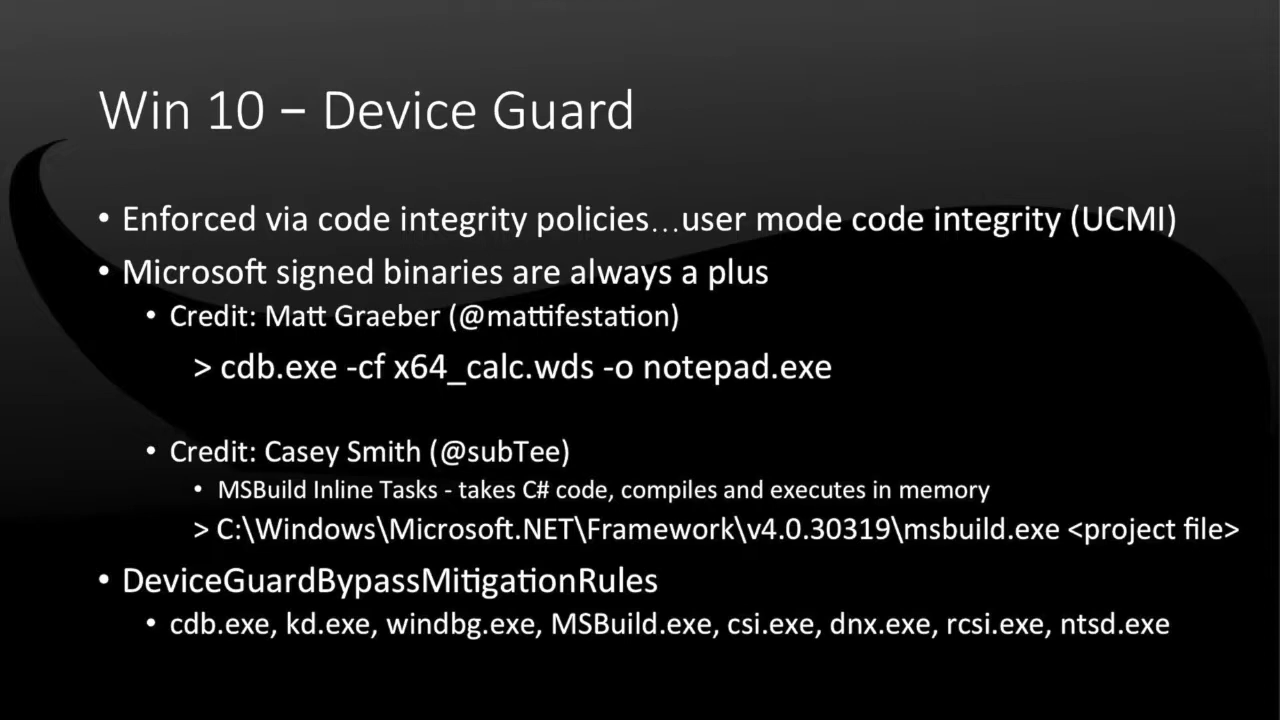 Win 10 – Device Guard
• Enforced via code integrity policies…user mode code integrity (UCMI)
• Microsoft signed binaries are always a plus
• Credit: Matt Graeber (@mattifestation)
> cdb.exe -cf x64_calc.wds -o notepad.exe
• Credit: Casey Smith (@subTee)
• MSBuild Inline Tasks - takes C# code, compiles and executes in memory
> C:\Windows\Microsoft.NET\Framework\v4.0.30319\msbuild.exe <project file>
• DeviceGuardBypassMitigationRules
• cdb.exe, kd.exe, windbg.exe, MSBuild.exe, csi.exe, dnx.exe, rcsi.exe, ntsd.exe